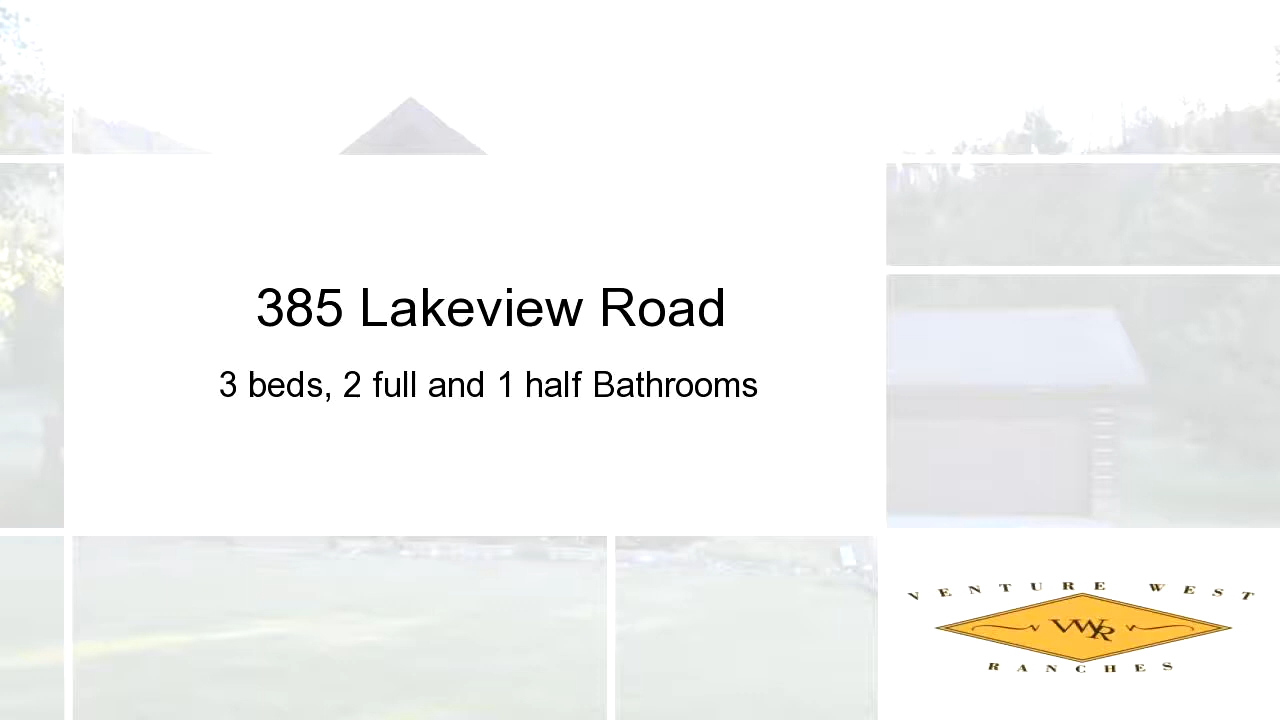 385 Lakeview Road
3 beds, 2 full and 1 half Bathrooms
VENTURE WEST
VWR
RANCHES